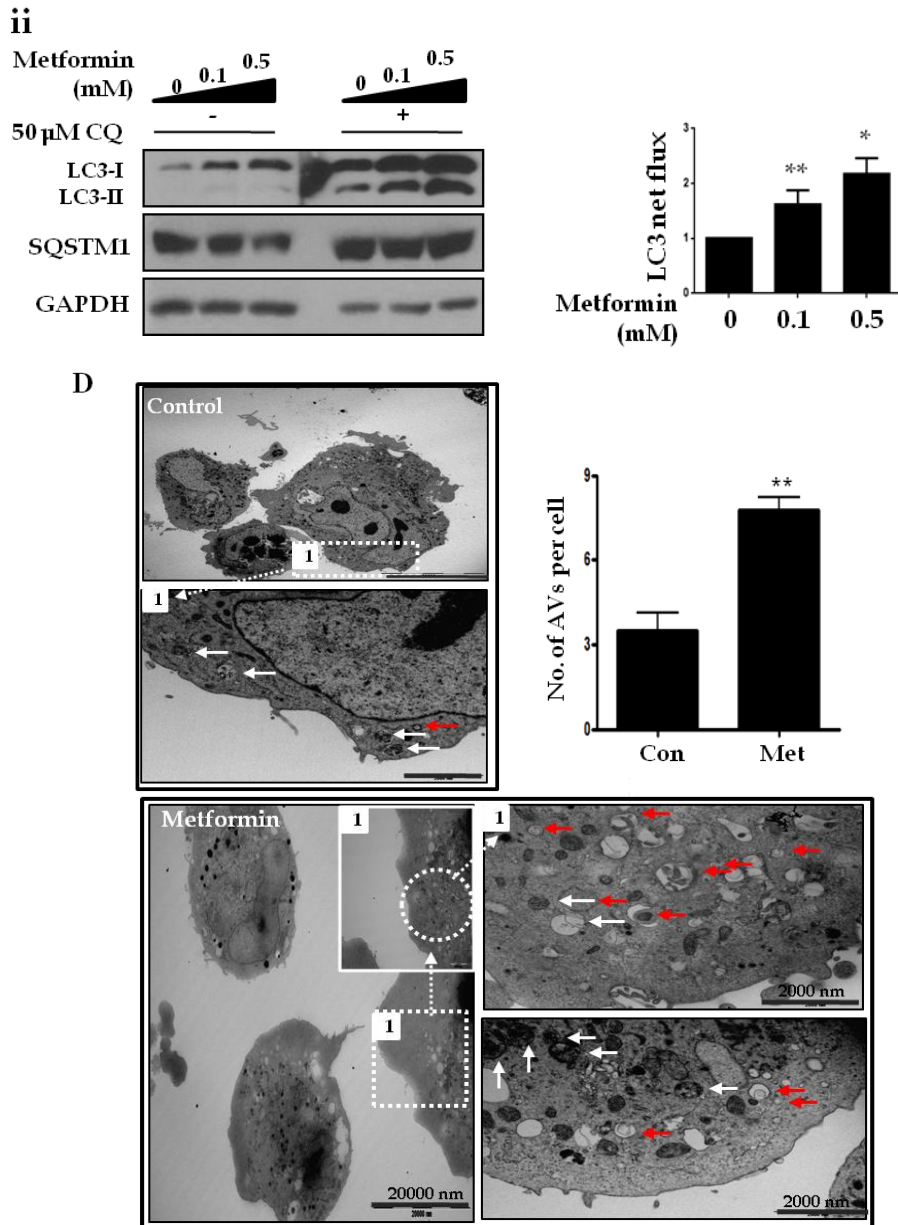 ii
Metformin (mM)
0 0.1 0.5
0 0.1 0.5
- +
50 µM CQ
LC3-I
LC3-II
SQSTM1
GAPDH
LC3 net flux
3
2
1
0
** *
Metformin (mM)
0 0.1 0.5
D
Control
1
1
No. of AVs per cell
9
6
3
0
**
Con Met
Metformin
1
1
20000 nm
1
2000 nm
2000 nm